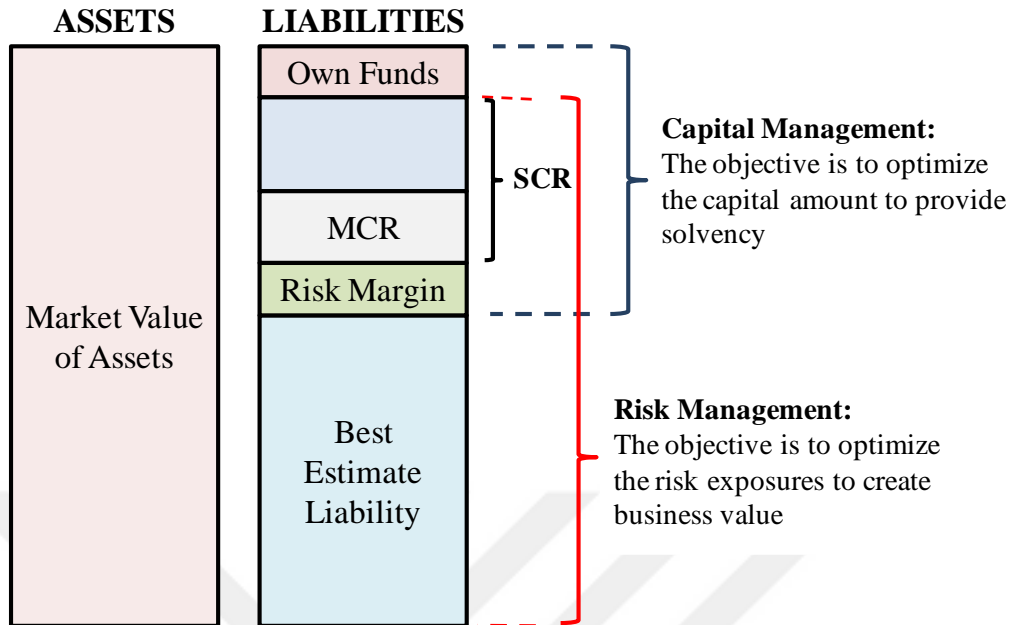 ASSETS
LIABILITIES
Own Funds
SCR
MCR
Risk Margin
Market Value
of Assets
Best
Estimate
Liability
Capital Management:
The objective is to optimize
the capital amount to provide
solvency
Risk Management:
The objective is to optimize
the risk exposures to create
business value